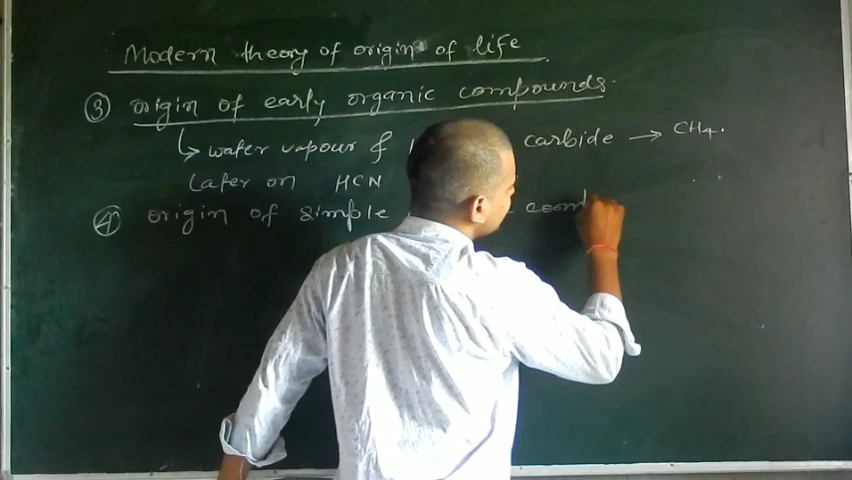 Modern theory of origin of life
③ origin of early organic compounds.
↳ water vapour & carbide → CH4.
Later on HCN
④ origin of simple com